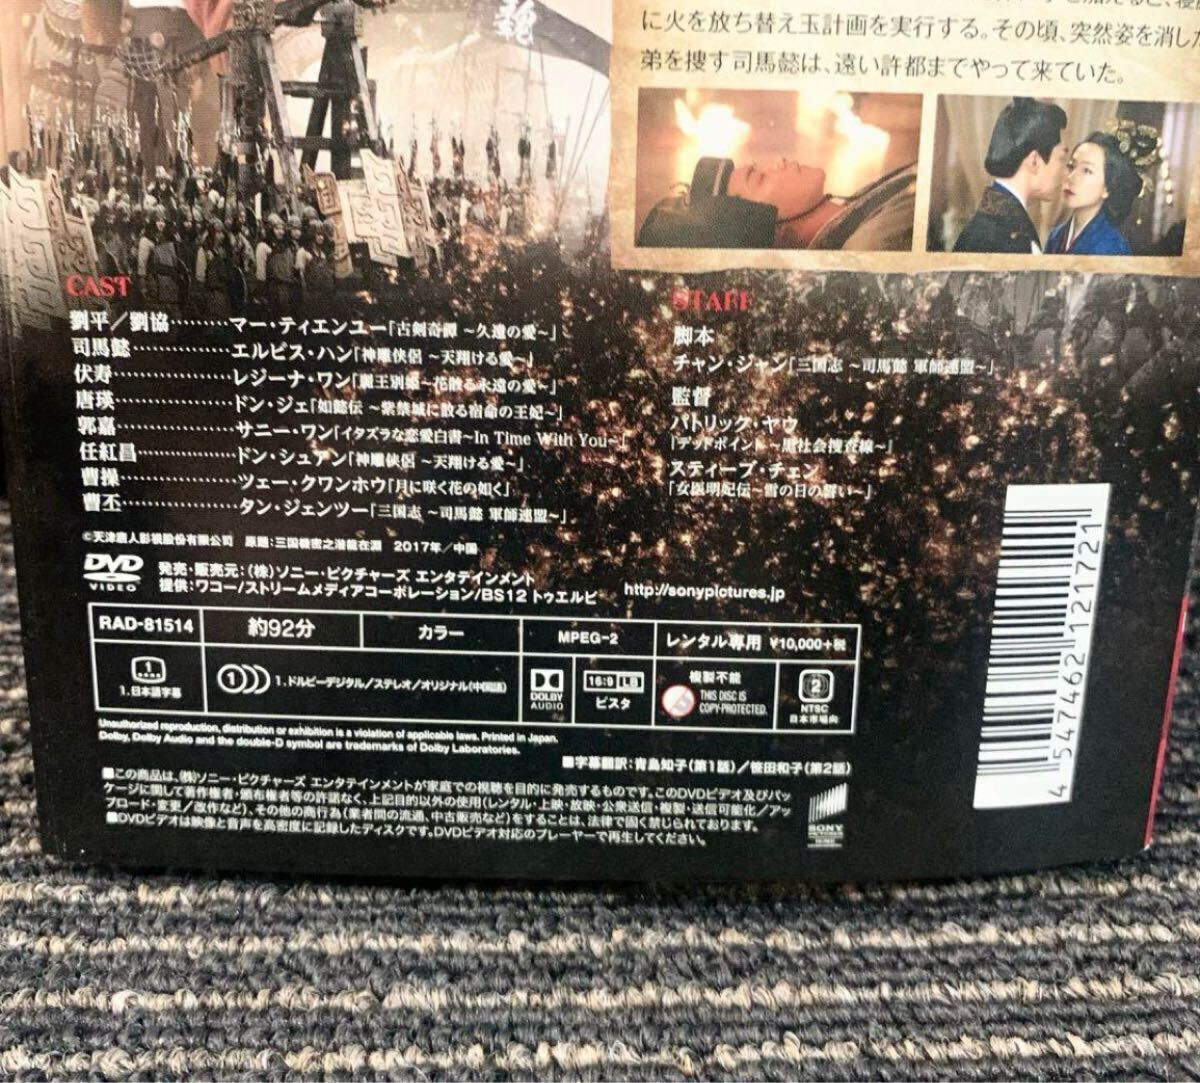 に火を放ち替え玉計画を実行する。その頃、突然姿を消した
弟を捜す司馬懿は、遠い許都までやって来ていた。
CAST
劉平／劉協………マー・ティエンユー「古剣奇譚 ～久遠の愛～」
司馬懿……………エルビス・ハン「神雕侠侶 ～天翔ける愛～」
伏寿………………レジーナ・ワン「覇王別姫～花散る永遠の愛～」
唐瑛………………ドン・ジェ「如懿伝 ～紫禁城に散る宿命の王妃～」
郭嘉………………サニー・ワン「イタズラな恋愛白書～In Time With You～」
任紅昌……………ドン・シュアン「神雕侠侶 ～天翔ける愛～」
曹操………………ツェー・クワンホウ「月に咲く花の如く」
曹丕………………タン・ジェンツー「三国志 ～司馬懿 軍師連盟～」
STAFF
脚本
チャン・ジャン「三国志 ～司馬懿 軍師連盟～」
監督
パトリック・ヤウ
「デッドポイント ～黒社会捜査線～」
スティーブ・チェン
「女医明妃伝～雪の日の誓い～」
©天津唐人影視股份有限公司 原題：三国機密之潜龍在淵 2017年／中国
DVD VIDEO
発売・販売元：（株）ソニー・ピクチャーズ エンタテインメント
提供：ワコー/ストリームメディアコーポレーション/BS12 トゥエルビ
http://sonypictures.jp
RAD-81514 約92分 カラー MPEG-2 レンタル専用 ¥10,000+税
1 1.日本語字幕
1 1.ドルビーデジタル/ステレオ/オリジナル(中国語)
DOLBY AUDIO
16:9 LB ビスタ
複製不能 THIS DISC IS COPY-PROTECTED.
2 NTSC 日本市場向
Unauthorized reproduction, distribution or exhibition is a violation of applicable laws. Printed in Japan.
Dolby, Dolby Audio and the double-D symbol are trademarks of Dolby Laboratories.
■字幕翻訳：青島知子（第1話）/笹田和子（第2話）
■この商品は、(株)ソニー・ピクチャーズ エンタテインメントが家庭での視聴を目的に発売するものです。このDVDビデオ及びパッ
ケージに関して著作権者・頒布権者等の許諾なく、上記目的以外の使用（レンタル・上映・放映・公衆送信・複製・送信可能化／アッ
プロード・変更／改作など）、その他の商行為（業者間の流通、中古販売など）をすることは、法律で固く禁じられております。
■DVDビデオは映像と音声を高密度に記録したディスクです。DVDビデオ対応のプレーヤーで再生してください。
SONY PICTURES
4 547462 121721